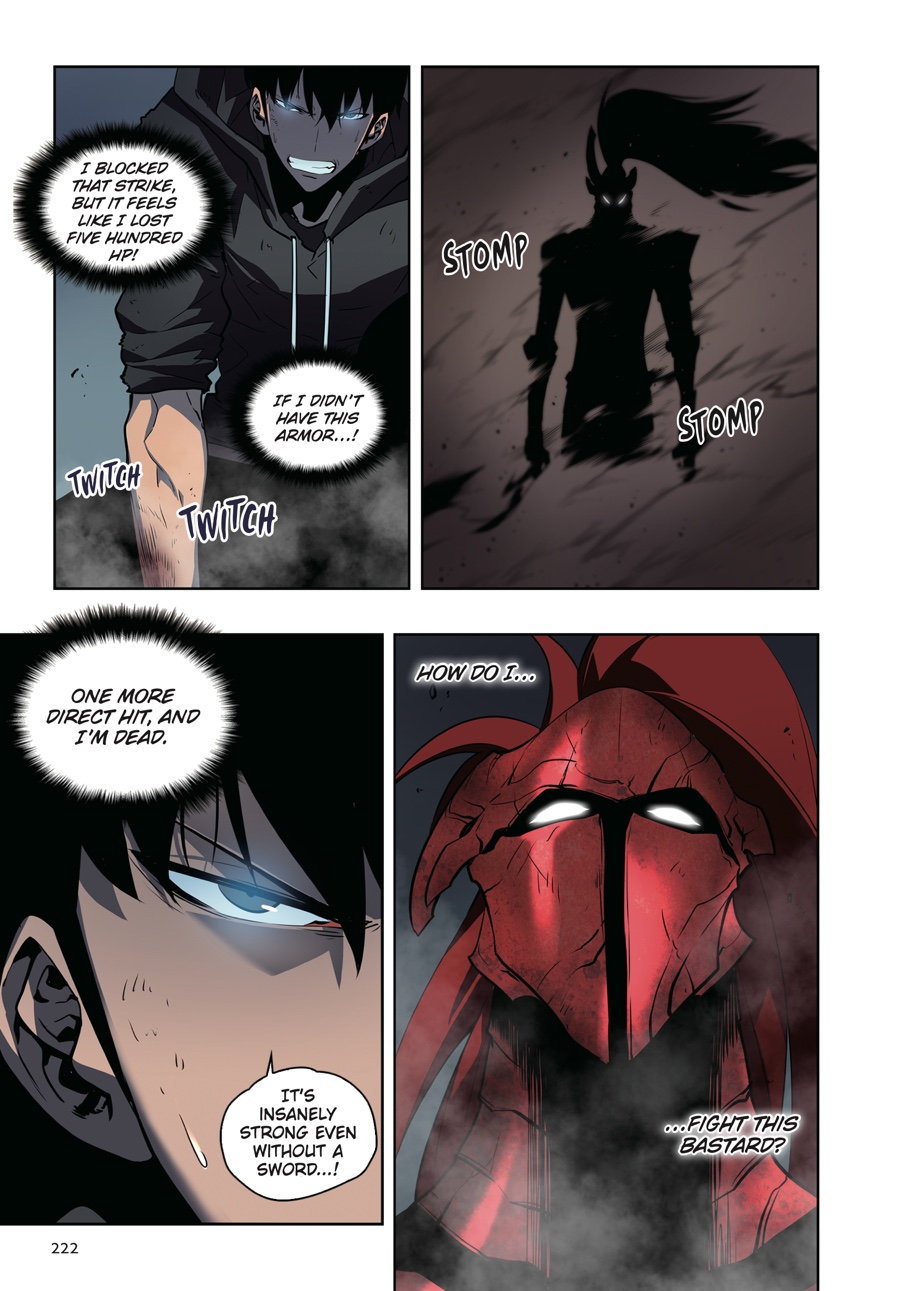 I BLOCKED
THAT STRIKE,
BUT IT FEELS
LIKE I LOST
FIVE HUNDRED
HP!
IF I DIDN'T
HAVE THIS
ARMOR...!
TWITCH
TWITCH
STOMP
STOMP
ONE MORE
DIRECT HIT, AND
I'M DEAD.
IT'S
INSANELY
STRONG EVEN
WITHOUT A
SWORD...!
HOW DO I...
...FIGHT THIS
BASTARD?
222